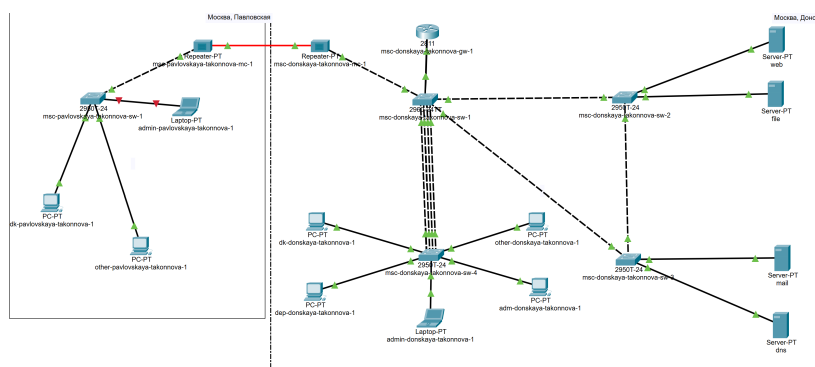 Москва, Павловская
Москва, Донс
Repeater-PT
msc-pavlovskaya-takonnova-mc-1
Repeater-PT
msc-donskaya-takonnova-mc-1
2811
msc-donskaya-takonnova-gw-1
Server-PT
web
2950T-24
msc-pavlovskaya-takonnova-sw-1
Laptop-PT
admin-pavlovskaya-takonnova-1
msc-donskaya-takonnova-sw-1
2950T-24
msc-donskaya-takonnova-sw-2
Server-PT
file
PC-PT
dk-pavlovskaya-takonnova-1
PC-PT
other-pavlovskaya-takonnova-1
PC-PT
dk-donskaya-takonnova-1
PC-PT
other-donskaya-takonnova-1
2950T-24
msc-donskaya-takonnova-sw-4
2950T-24
msc-donskaya-takonnova-sw-3
Server-PT
mail
PC-PT
dep-donskaya-takonnova-1
PC-PT
adm-donskaya-takonnova-1
Laptop-PT
admin-donskaya-takonnova-1
Server-PT
dns